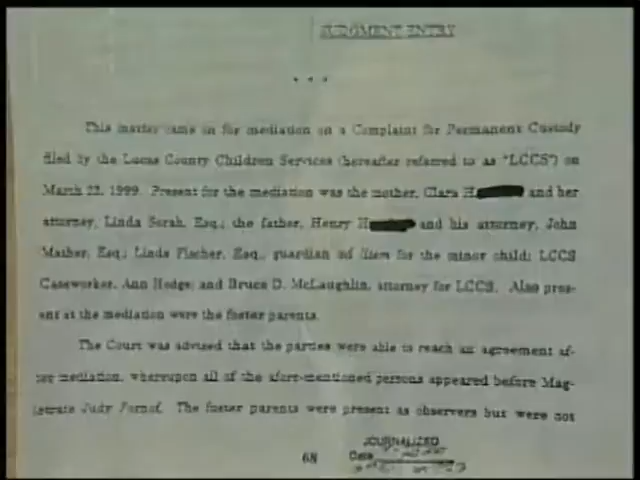 JUDGMENT ENTRY
* * *
This matter came on for mediation on a Complaint for Permanent Custody
filed by the Lucas County Children Services (hereafter referred to as "LCCS") on
March 22, 1999. Present for the mediation was the mother, Clara H and her
attorney, Linda Sorah, Esq.; the father, Henry H and his attorney, John
Mather, Esq.; Linda Fischer, Esq., guardian ad litem for the minor child; LCCS
Caseworker, Ann Hodge; and Bruce D. McLaughlin, attorney for LCCS. Also pres-
ent at the mediation were the foster parents.
The Court was advised that the parties were able to reach an agreement af-
ter mediation, whereupon all of the afore-mentioned persons appeared before Mag-
istrate Judy Fornof. The foster parents were present as observers but were not
68
JOURNALIZED
Date